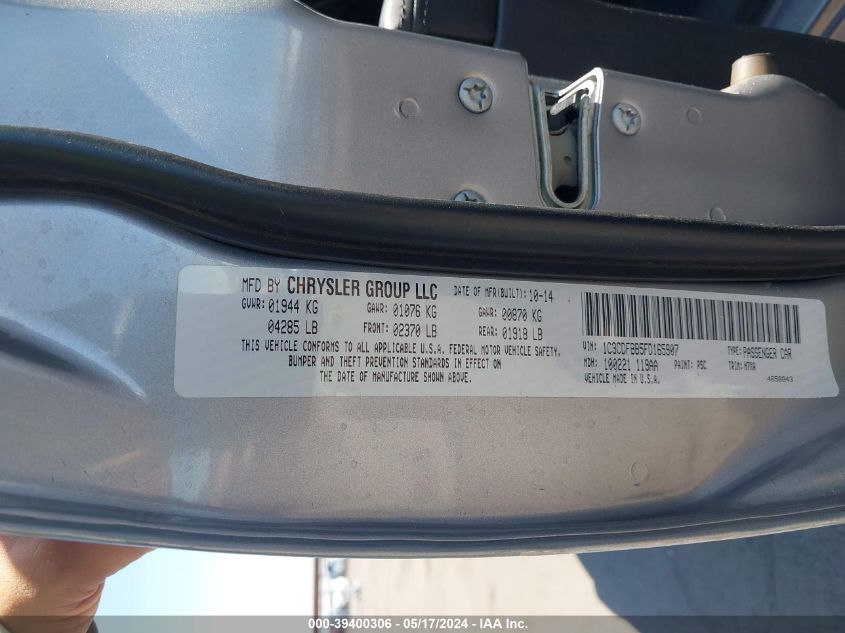 MFD BY CHRYSLER GROUP LLC DATE OF MFR(BUILT): 10-14
GVWR: 01944 KG GAWR: 01076 KG GAWR: 00870 KG
04285 LB FRONT: 02370 LB REAR: 01918 LB
THIS VEHICLE CONFORMS TO ALL APPLICABLE U.S.A. FEDERAL MOTOR VEHICLE SAFETY,
BUMPER AND THEFT PREVENTION STANDARDS IN EFFECT ON
THE DATE OF MANUFACTURE SHOWN ABOVE.
VIN: 1C3CDFBB5FD165907 TYPE: PASSENGER CAR
MDH: 100221 119AA PAINT: PSC TRIM: H7RA
VEHICLE MADE IN U.S.A. 4658843
000-39400306 - 05/17/2024 - IAA Inc.